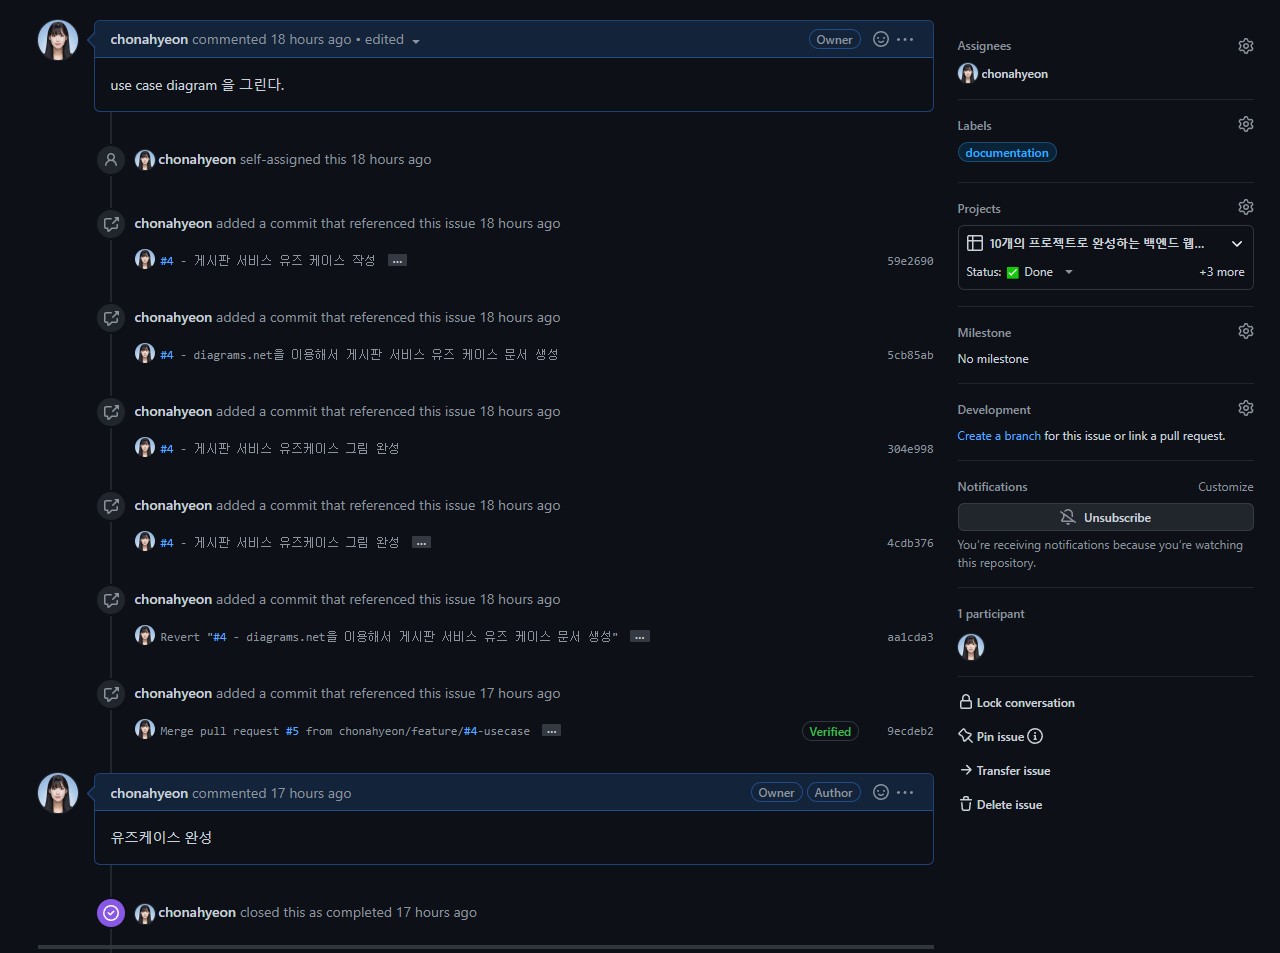 chonahyeon commented 18 hours ago • edited
Owner
use case diagram 을 그린다.
chonahyeon self-assigned this 18 hours ago
chonahyeon added a commit that referenced this issue 18 hours ago
#4 - 게시판 서비스 유즈 케이스 작성 ...
59e2690
chonahyeon added a commit that referenced this issue 18 hours ago
#4 - diagrams.net을 이용해서 게시판 서비스 유즈 케이스 문서 생성
5cb85ab
chonahyeon added a commit that referenced this issue 18 hours ago
#4 - 게시판 서비스 유즈케이스 그림 완성
304e998
chonahyeon added a commit that referenced this issue 18 hours ago
#4 - 게시판 서비스 유즈케이스 그림 완성 ...
4cdb376
chonahyeon added a commit that referenced this issue 18 hours ago
Revert "#4 - diagrams.net을 이용해서 게시판 서비스 유즈 케이스 문서 생성" ...
aa1cda3
chonahyeon added a commit that referenced this issue 17 hours ago
Merge pull request #5 from chonahyeon/feature/#4-usecase ...
Verified
9ecdeb2
chonahyeon commented 17 hours ago
Owner
Author
유즈케이스 완성
chonahyeon closed this as completed 17 hours ago
Assignees
chonahyeon
Labels
documentation
Projects
10개의 프로젝트로 완성하는 백엔드 웹...
Status: ✅ Done
+3 more
Milestone
No milestone
Development
Create a branch for this issue or link a pull request.
Notifications
Customize
Unsubscribe
You're receiving notifications because you're watching
this repository.
1 participant
Lock conversation
Pin issue
Transfer issue
Delete issue